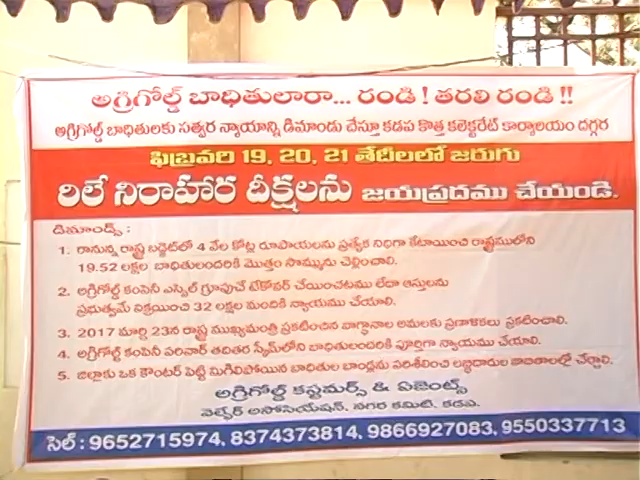 అగ్రిగోల్డ్ బాధితులారా... రండి ! తరలి రండి !!
అగ్రిగోల్డ్ బాధితులకు సత్వర న్యాయాన్ని డిమాండు చేస్తూ కడప కొత్త కలెక్టరేట్ కార్యాలయం దగ్గర
ఫిబ్రవరి 19, 20, 21 తేదీలలో జరుగు
రిలే నిరాహార దీక్షలను జయప్రదము చేయండి.
డిమాండ్స్ :
1. రానున్న రాష్ట్ర బడ్జెట్‌లో 4 వేల కోట్ల రూపాయలను ప్రత్యేక నిధిగా కేటాయించి రాష్ట్రములోని
19.52 లక్షల బాధితులందరికి మొత్తం సొమ్మును చెల్లించాలి.
2. అగ్రిగోల్డ్ కంపెనీ ఎస్సెల్ గ్రూపుచే టేకోవర్ చేయించటము లేదా ఆస్తులను
ప్రభుత్వమే విక్రయించి 32 లక్షల మందికి న్యాయము చేయాలి.
3. 2017 మార్చి 23న రాష్ట్ర ముఖ్యమంత్రి ప్రకటించిన వాగ్దానాల అమలకు ప్రణాళికలు ప్రకటించాలి.
4. అగ్రిగోల్డ్ కంపెనీ పరివార్ తదితర స్కీమ్‌లోని బాధితులందరికి పూర్తిగా న్యాయము చేయాలి.
5. జిల్లాకు ఒక కౌంటర్ పెట్టి మిగిలిపోయిన బాధితుల బాండ్లను పరిశీలించి లబ్ధిదారుల జాబితాలో చేర్చాలి.
అగ్రిగోల్డ్ కస్టమర్స్ & ఏజెంట్స్
వెల్ఫేర్ అసోసియేషన్, నగర కమిటి, కడప.
సెల్ : 9652715974, 8374373814, 9866927083, 9550337713